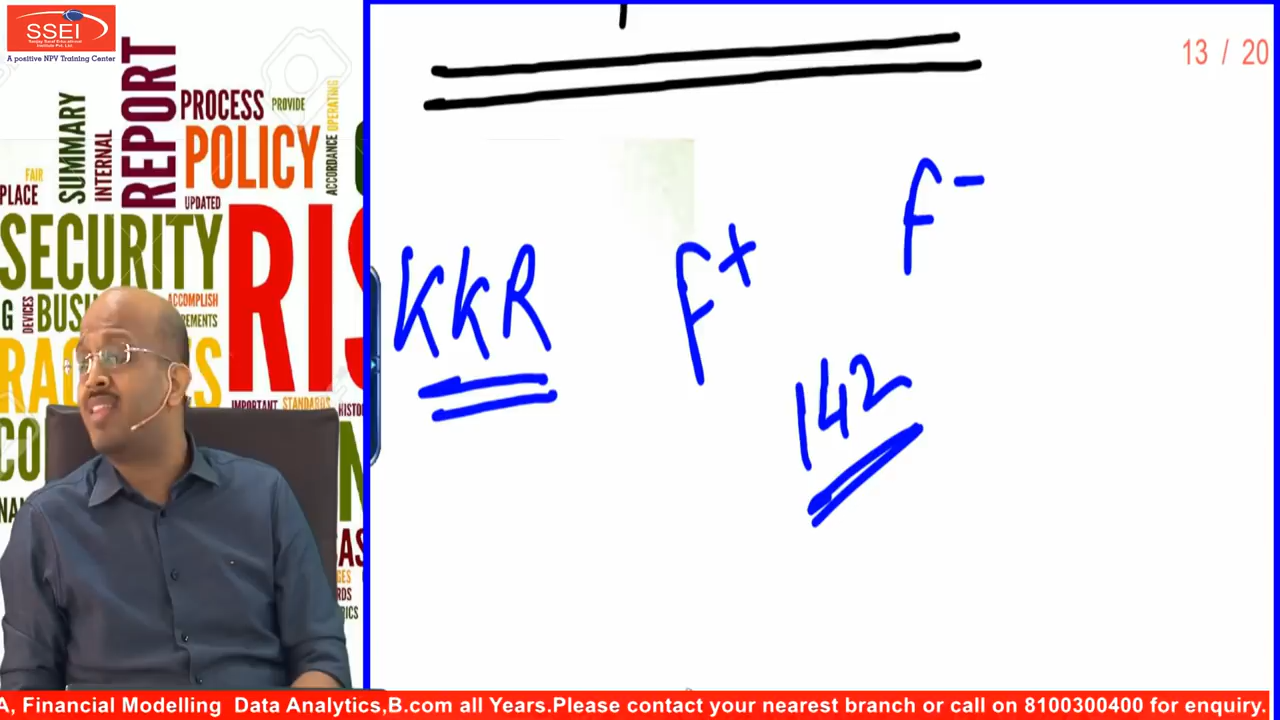 SSEI
A positive NPV Training Center
13 / 20
PROCESS
PROVIDE
POLICY
SUMMARY
INTERNAL
REPORT
ACCORDANCE
OPERATING
FAIR
PLACE
UPDATED
SECURITY
DEVICES
ACCOMPLISH
IMPORTANT
STANDARDS
F -
F +
KKR
142
A, Financial Modelling Data Analytics,B.com all Years.Please contact your nearest branch or call on 8100300400 for enquiry.